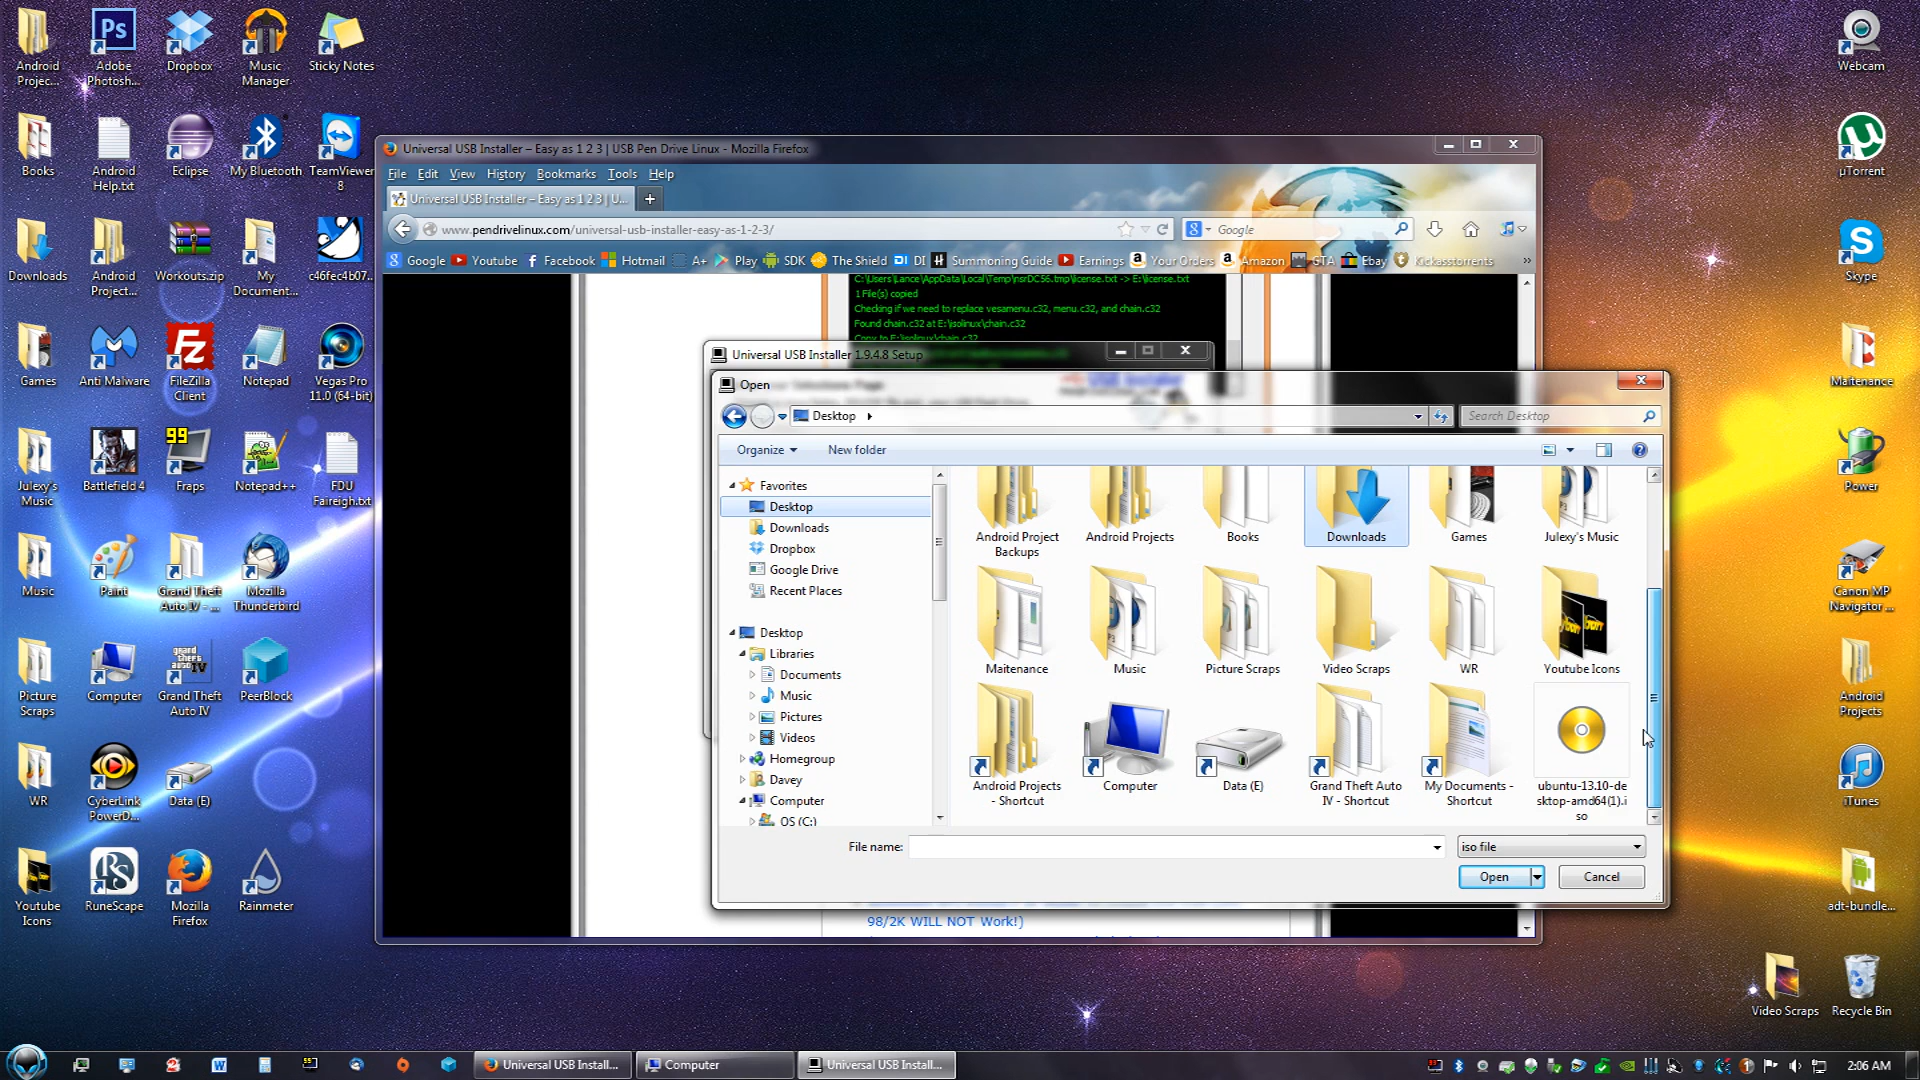 Android
Projec...
Adobe
Photosh...
Dropbox
Music
Manager
Sticky Notes
Books
Android
Help.txt
Eclipse
My Bluetooth
TeamViewer
8
Downloads
Android
Project...
Workouts.zip
My
Document...
c46fec4b07..
Games
Anti Malware
FileZilla
Client
Notepad
Vegas Pro
11.0 (64-bit)
Julexy's
Music
Battlefield 4
99
Fraps
Notepad++
FDU
Faireigh.txt
Music
Paint
Grand Theft
Auto IV - ...
Mozilla
Thunderbird
Picture
Scraps
Computer
Grand Theft
Auto IV
PeerBlock
WR
CyberLink
PowerD...
Data (E)
Youtube
Icons
RuneScape
Mozilla
Firefox
Rainmeter
Webcam
µTorrent
Skype
Maitenance
Power
Canon MP
Navigator ...
Android
Projects
iTunes
adt-bundle...
Video Scraps
Recycle Bin
Universal USB Installer – Easy as 1 2 3 | USB Pen Drive Linux - Mozilla Firefox
File Edit View History Bookmarks Tools Help
Universal USB Installer – Easy as 1 2 3 | U...
www.pendrivelinux.com/universal-usb-installer-easy-as-1-2-3/
Google
Google Youtube Facebook Hotmail A+ Play SDK The Shield DI Summoning Guide Earnings Your Orders Amazon GTA Ebay Kickasstorrents
C:\Users\Lance\AppData\Local\Temp\nsrDC56.tmp\license.txt -> E:\license.txt
1 File(s) copied
Checking if we need to replace vesamenu.c32, menu.c32, and chain.c32
Found chain.c32 at E:\isolinux\chain.c32
Copy to E:\isolinux\chain.c32
Universal USB Installer 1.9.4.8 Setup
Open
Desktop
Search Desktop
Organize
New folder
Favorites
Desktop
Downloads
Dropbox
Google Drive
Recent Places
Desktop
Libraries
Documents
Music
Pictures
Videos
Homegroup
Davey
Computer
OS (C:)
Android Project
Backups
Android Projects
Books
Downloads
Games
Julexy's Music
Maitenance
Music
Picture Scraps
Video Scraps
WR
Youtube Icons
Android Projects
- Shortcut
Computer
Data (E)
Grand Theft Auto
IV - Shortcut
My Documents -
Shortcut
ubuntu-13.10-de
sktop-amd64(1).i
so
File name:
iso file
Open
Cancel
98/2K WILL NOT Work!)
Universal USB Install...
Computer
Universal USB Install...
2:06 AM